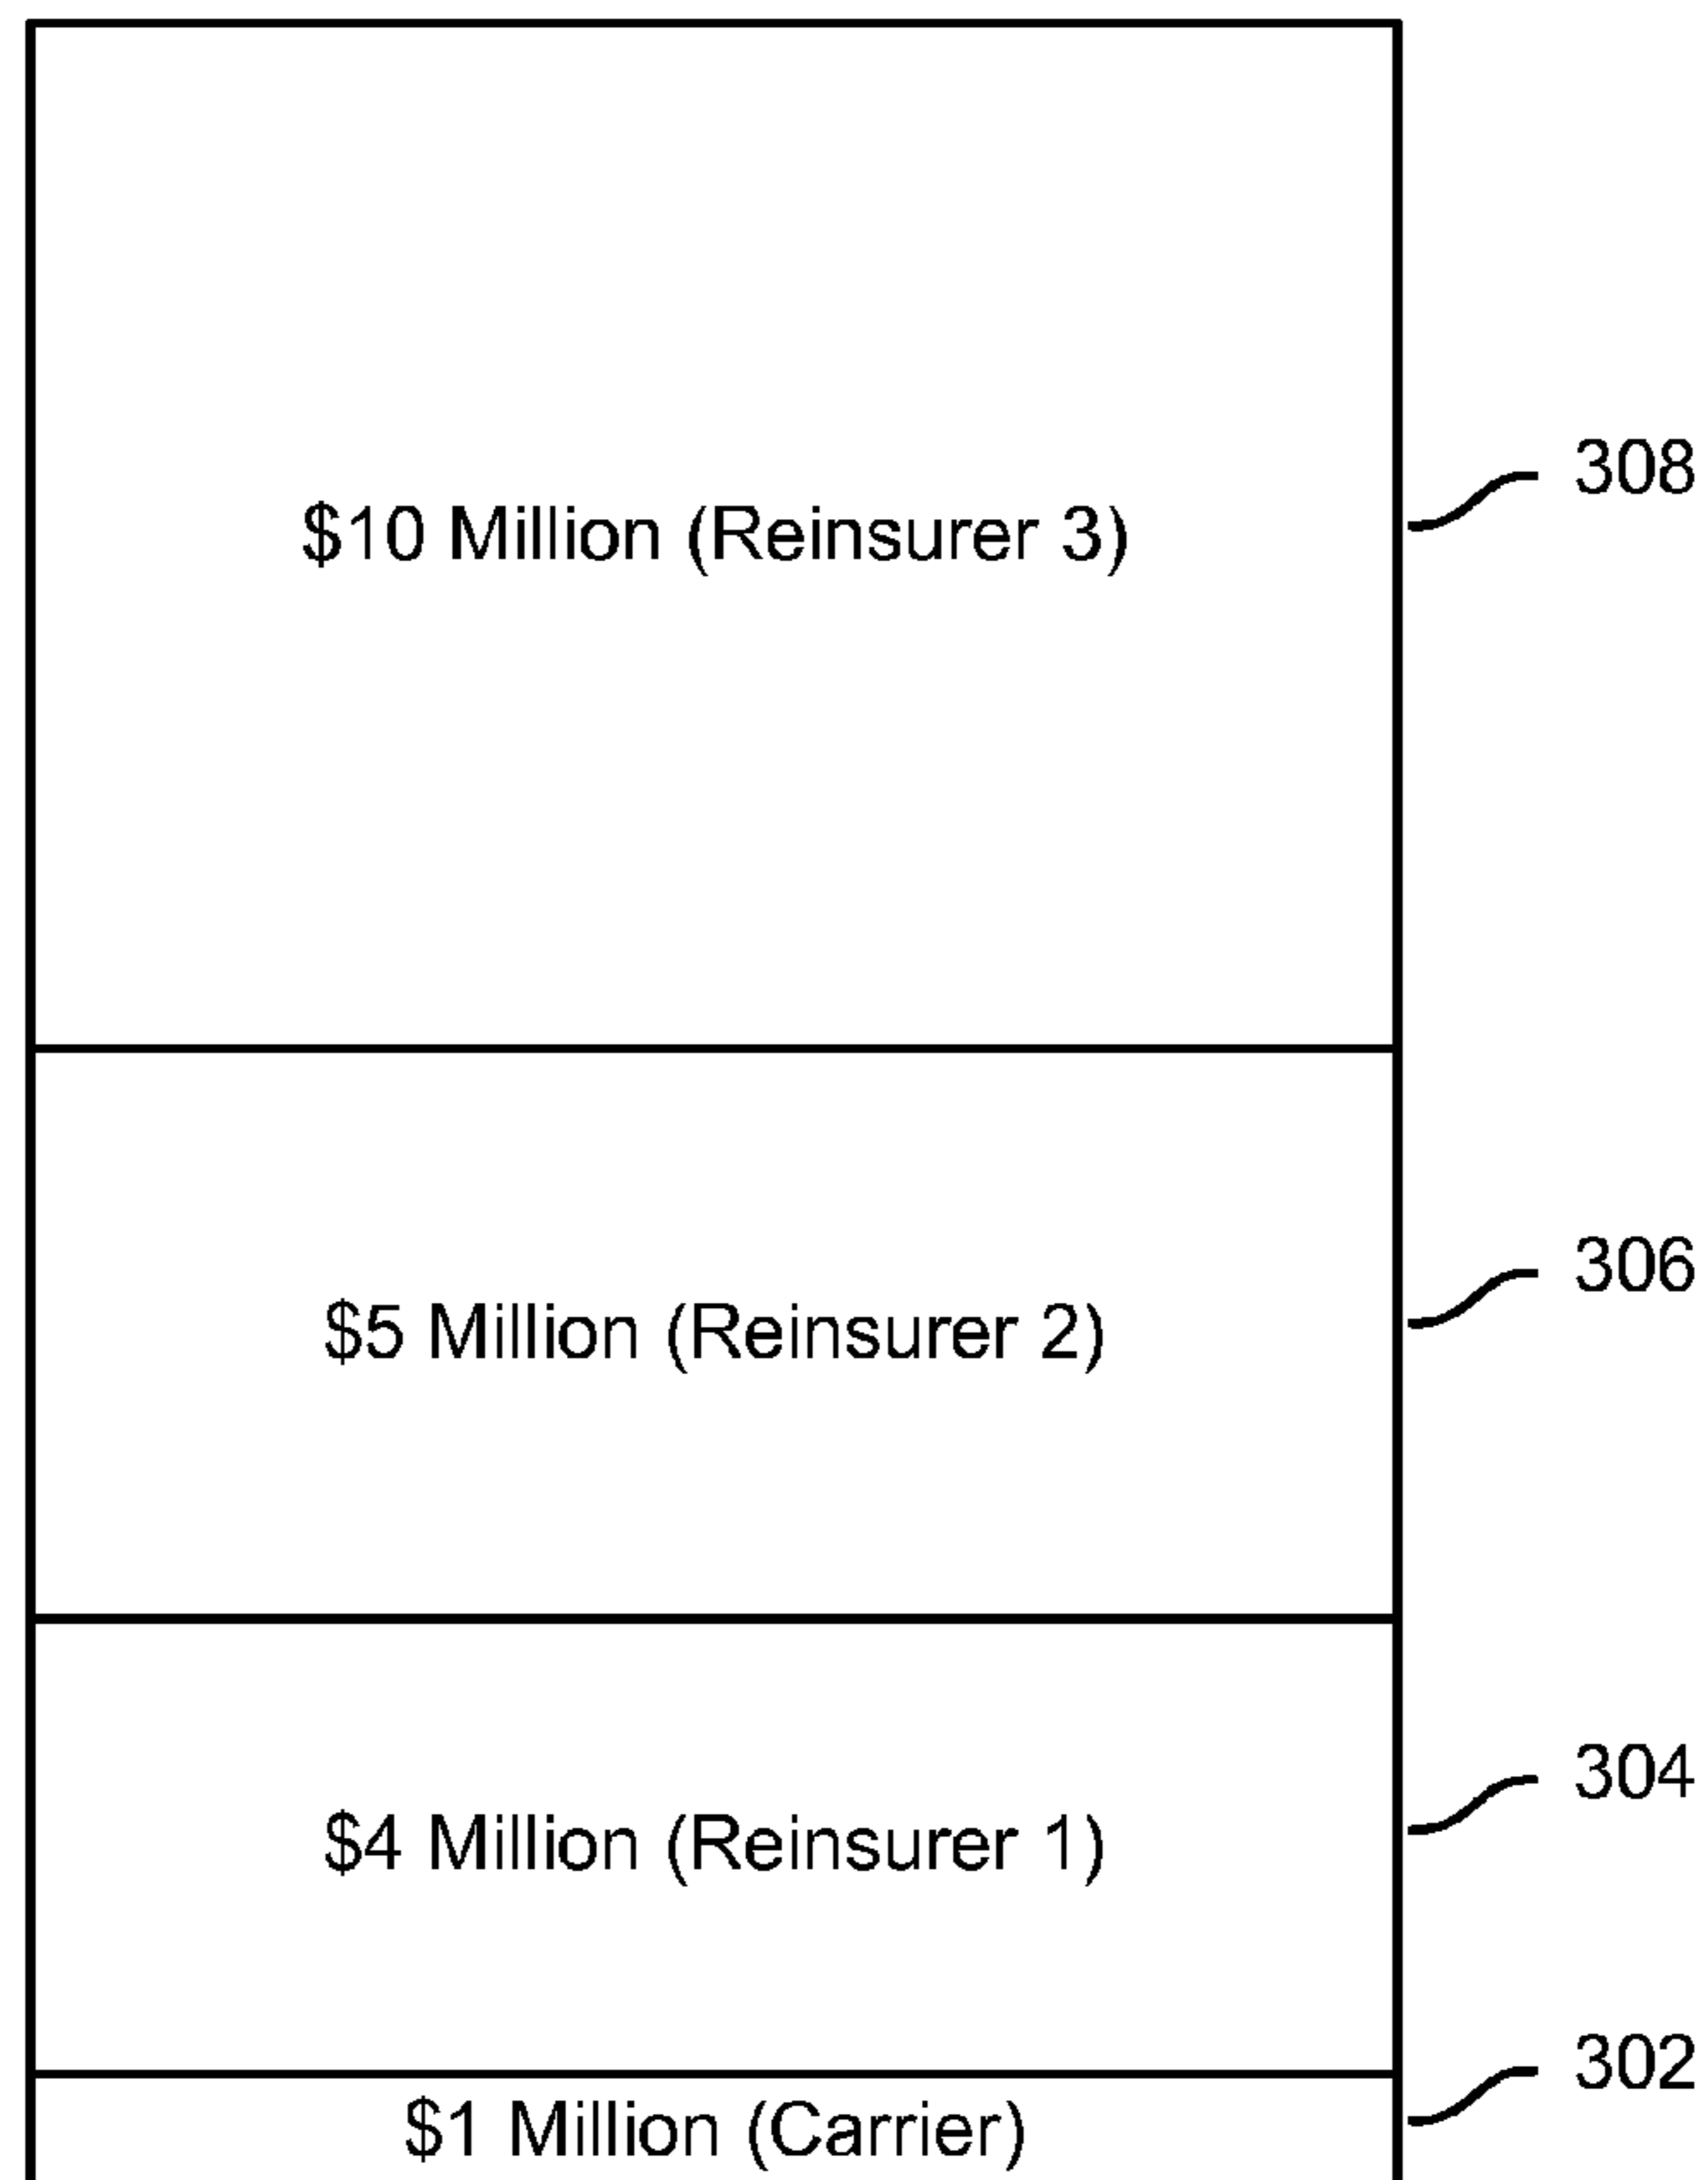 308
$10 Million (Reinsurer 3)
306
$5 Million (Reinsurer 2)
304
$4 Million (Reinsurer 1)
302
$1 Million (Carrier)